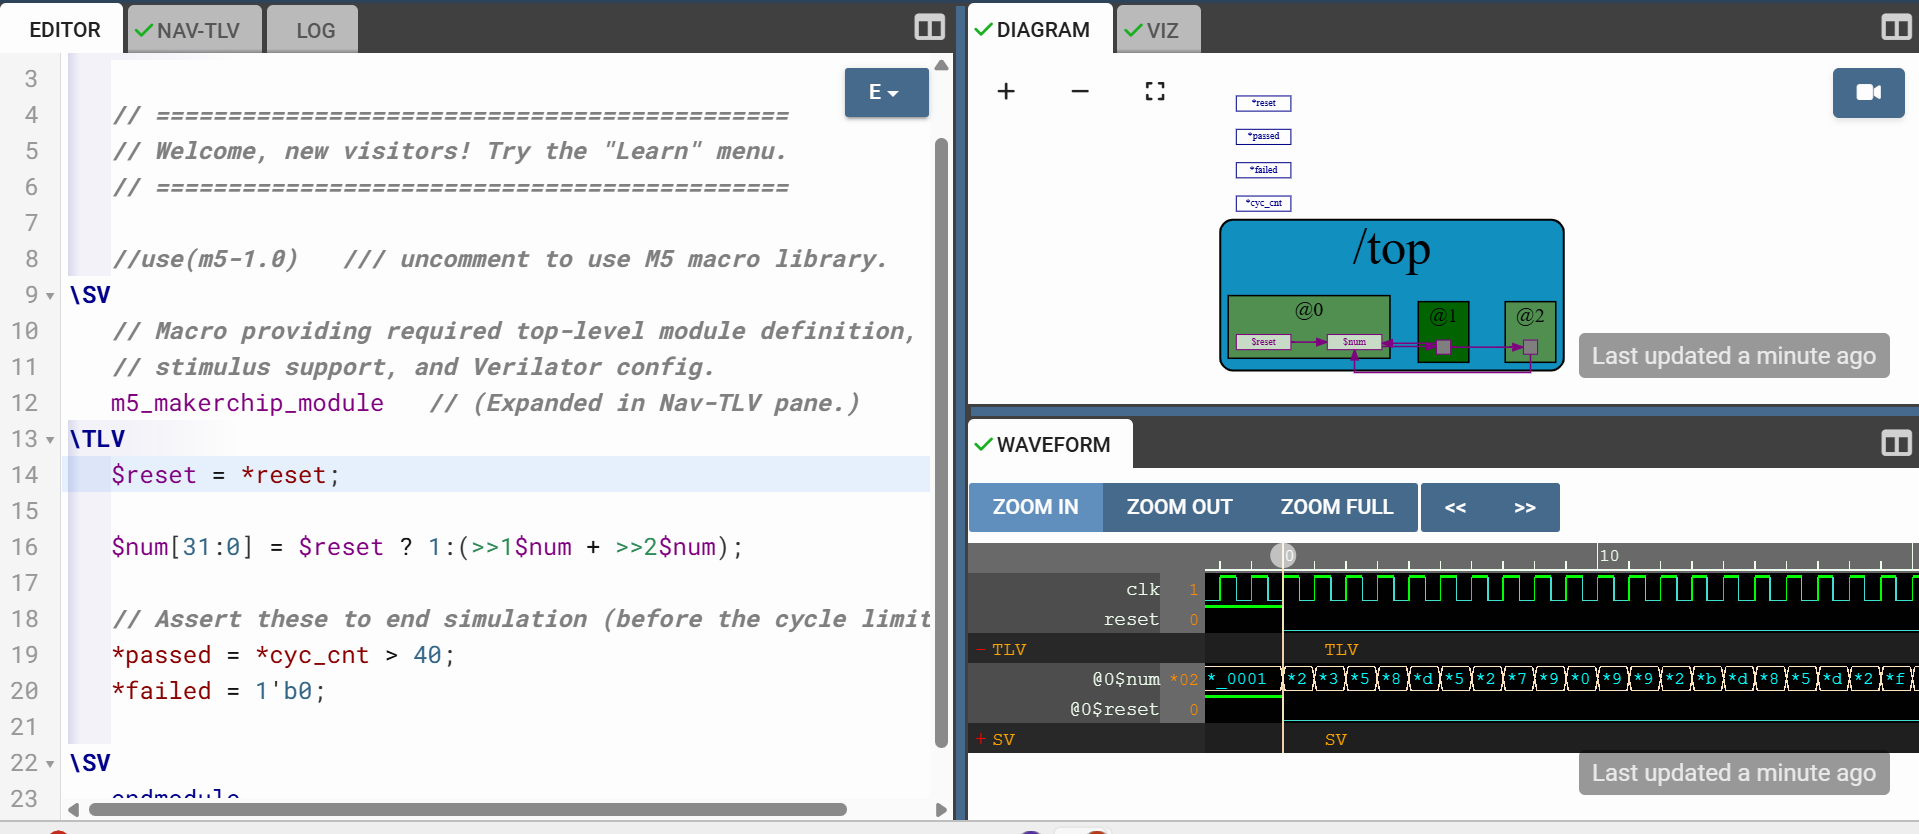 EDITOR
NAV-TLV
LOG
E
3
4 // ============================================
5 // Welcome, new visitors! Try the "Learn" menu.
6 // ============================================
7
8 //use(m5-1.0)   /// uncomment to use M5 macro library.
9 \SV
10 // Macro providing required top-level module definition,
11 // stimulus support, and Verilator config.
12 m5_makerchip_module   // (Expanded in Nav-TLV pane.)
13 \TLV
14 $reset = *reset;
15
16 $num[31:0] = $reset ? 1:(>>1$num + >>2$num);
17
18 // Assert these to end simulation (before the cycle limit
19 *passed = *cyc_cnt > 40;
20 *failed = 1'b0;
21
22 \SV
23 endmodule
DIAGRAM
VIZ
+ −
*reset
*passed
*failed
*cyc_cnt
/top
@0
@1
@2
$reset
$num
Last updated a minute ago
WAVEFORM
ZOOM IN
ZOOM OUT
ZOOM FULL
<<
>>
0 10
clk 1
reset 0
− TLV TLV
@0$num *02 *_0001 *2 *3 *5 *8 *d *5 *2 *7 *9 *0 *9 *9 *2 *b *d *8 *5 *d *2 *f
@0$reset 0
+ SV SV
Last updated a minute ago